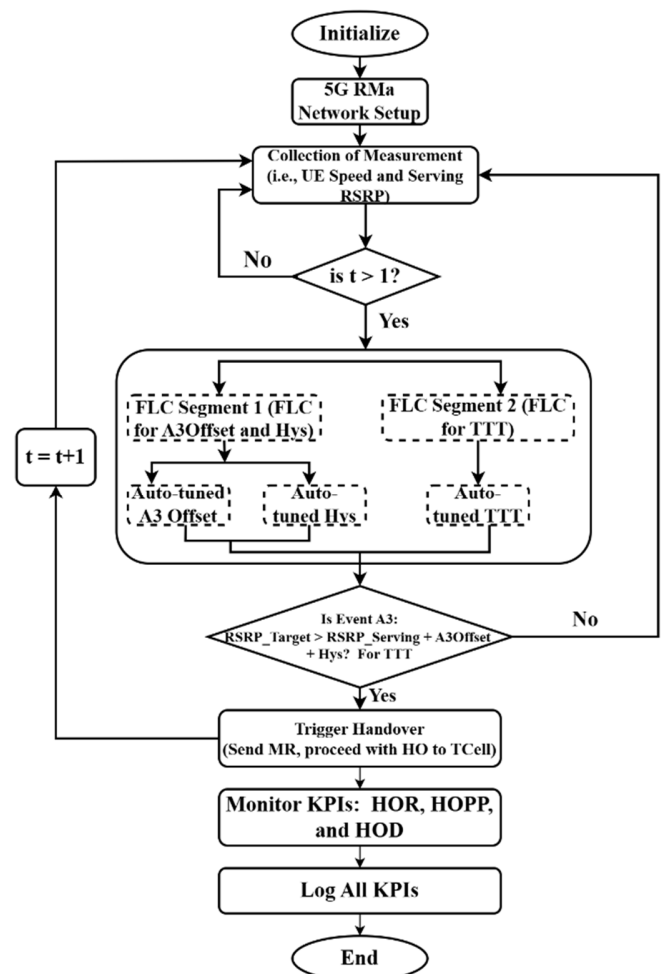 Initialize
5G RMa
Network Setup
Collection of Measurement
(i.e., UE Speed and Serving
RSRP)
No
is t > 1?
Yes
FLC Segment 1 (FLC
for A3Offset and Hys)
FLC Segment 2 (FLC
for TTT)
t = t+1
Auto-tuned
A3 Offset
Auto-
tuned Hys
Auto-
tuned TTT
Is Event A3:
RSRP_Target > RSRP_Serving + A3Offset
+ Hys? For TTT
No
Yes
Trigger Handover
(Send MR, proceed with HO to TCell)
Monitor KPIs: HOR, HOPP,
and HOD
Log All KPIs
End